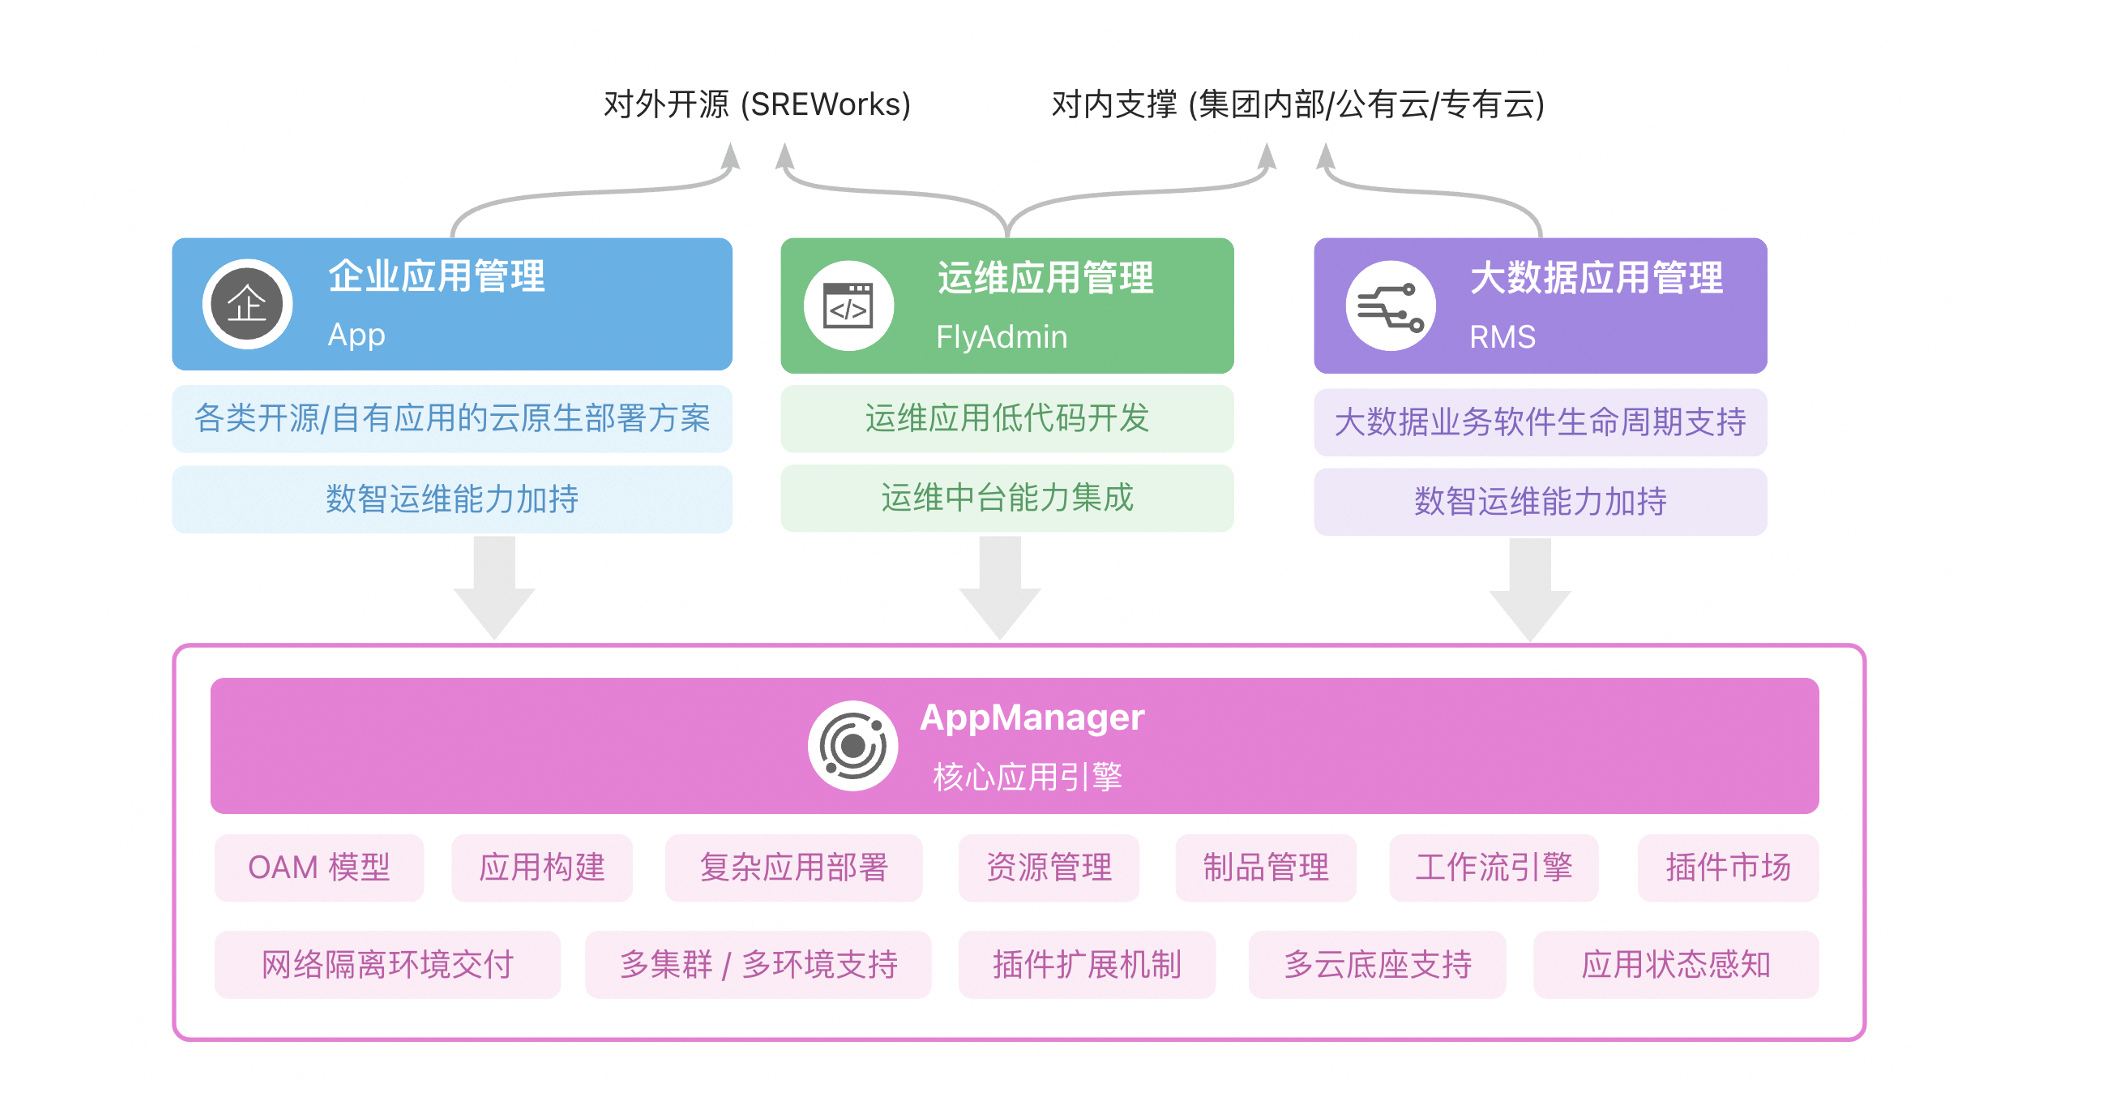 对外开源 (SREWorks)
对内支撑 (集团内部/公有云/专有云)
企
企业应用管理
App
各类开源/自有应用的云原生部署方案
数智运维能力加持
</>
运维应用管理
FlyAdmin
运维应用低代码开发
运维中台能力集成
大数据应用管理
RMS
大数据业务软件生命周期支持
数智运维能力加持
AppManager
核心应用引擎
OAM 模型
应用构建
复杂应用部署
资源管理
制品管理
工作流引擎
插件市场
网络隔离环境交付
多集群 / 多环境支持
插件扩展机制
多云底座支持
应用状态感知